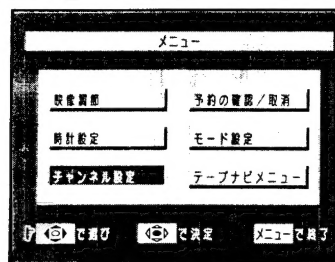 メニュー
映像調節
予約の確認/取消
時計設定
モード設定
チャンネル設定
テープナビメニュー
で選び
で決定
メニューで終了